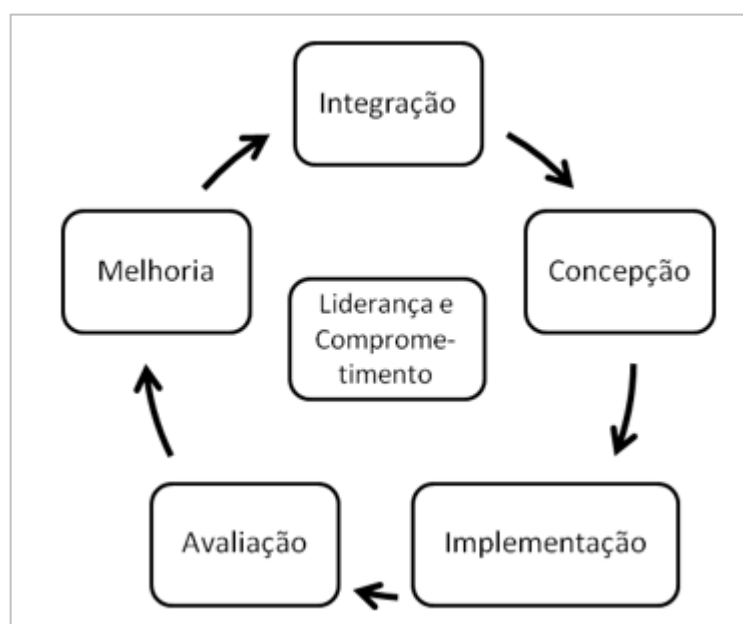 Integração
Concepção
Implementação
Avaliação
Melhoria
Liderança e
Comprome-
timento